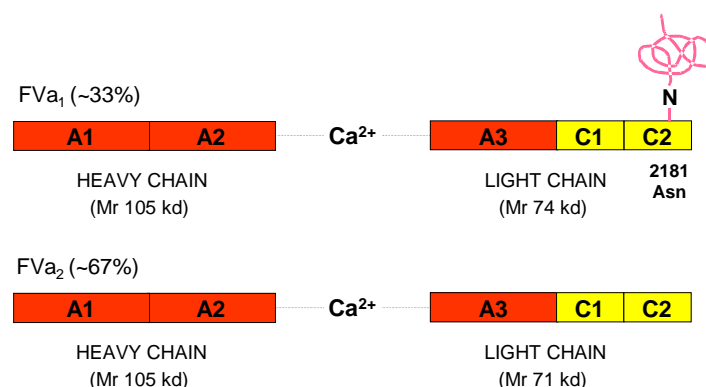 FVa₁ (~33%)
N
A1 A2 Ca²⁺ A3 C1 C2
HEAVY CHAIN LIGHT CHAIN 2181
(Mr 105 kd) (Mr 74 kd) Asn
FVa₂ (~67%)
A1 A2 Ca²⁺ A3 C1 C2
HEAVY CHAIN LIGHT CHAIN
(Mr 105 kd) (Mr 71 kd)